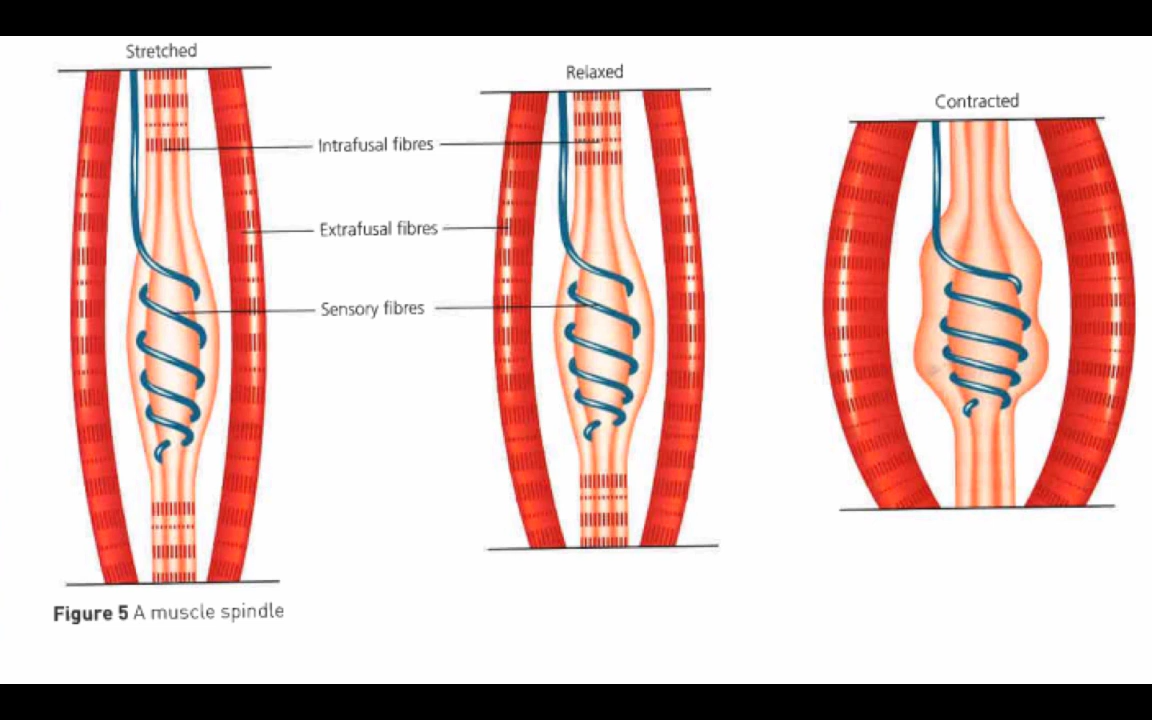 Stretched
Relaxed
Contracted
Intrafusal fibres
Extrafusal fibres
Sensory fibres
Figure 5 A muscle spindle